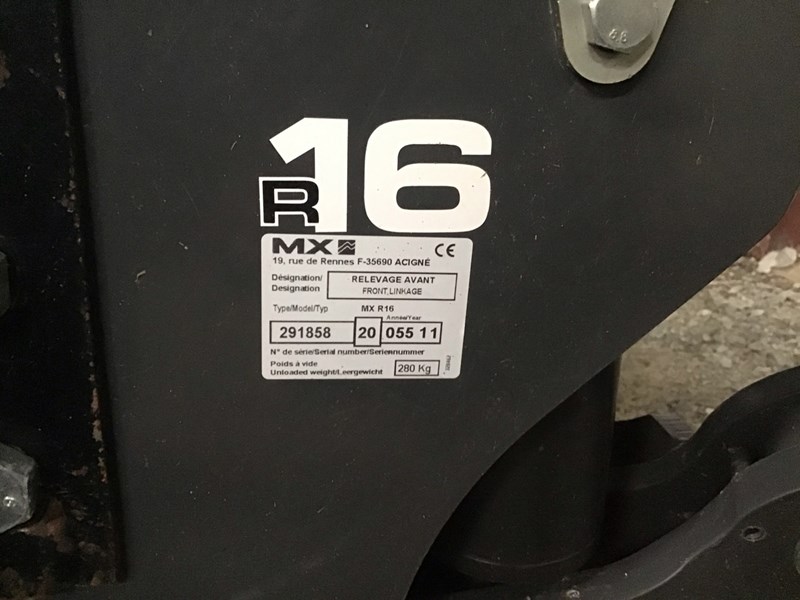 R16
MX CE
19, rue de Rennes F-35690 ACIGNÉ
Désignation/ RELEVAGE AVANT
Designation FRONT LINKAGE
Type/Model/Typ MX R16
Année/Year
291858 20 055 11
N° de série/Serial number/Seriennummer
Poids à vide
Unloaded weight/Leergewicht 280 Kg